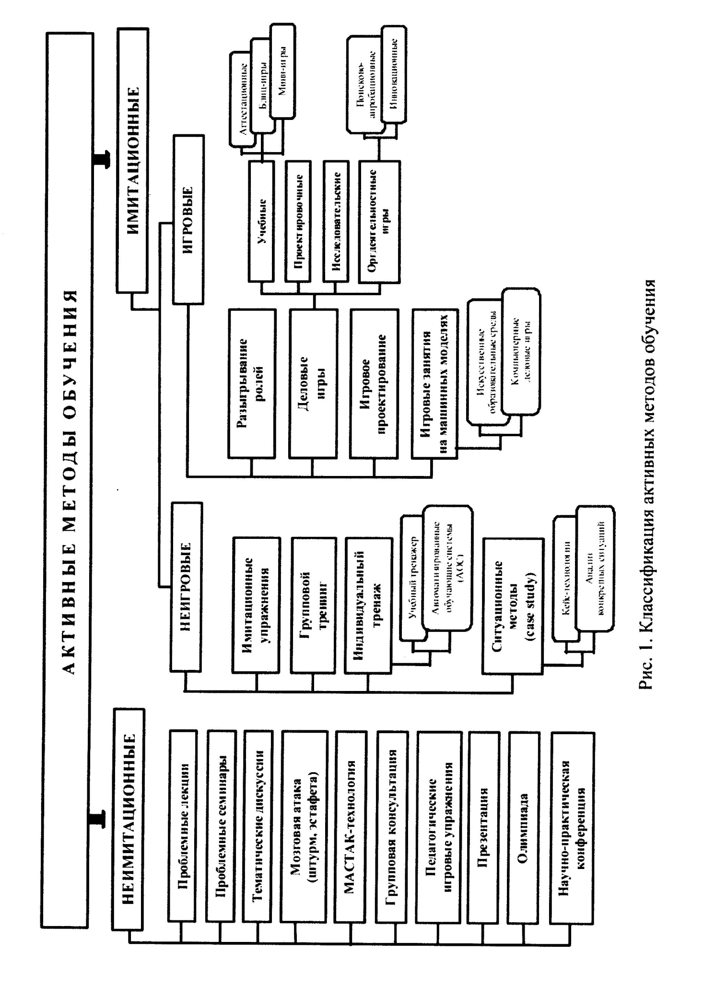 АКТИВНЫЕ МЕТОДЫ ОБУЧЕНИЯ
НЕИМИТАЦИОННЫЕ
Проблемные лекции
Проблемные семинары
Тематические дискуссии
Мозговая атака
(штурм, эстафета)
МАСТАК-технология
Групповая консультация
Педагогические
игровые упражнения
Презентация
Олимпиада
Научно-практическая
конференция
ИМИТАЦИОННЫЕ
НЕИГРОВЫЕ
Имитационные
упражнения
Групповой
тренинг
Индивидуальный
тренаж
Учебный тренажер
Автоматизированные
обучающие системы
(АОС)
Ситуационные
методы
(case study)
Кейс-технологии
Анализ
конкретных ситуаций
ИГРОВЫЕ
Разыгрывание
ролей
Деловые
игры
Учебные
Аттестационные
Блиц-игры
Мини-игры
Проектировочные
Исследовательские
Оргдеятельностные
игры
Поисково-
апробационные
Инновационные
Игровое
проектирование
Игровые занятия
на машинных моделях
Искусственные
образовательные среды
Компьютерные
деловые игры
Рис. 1. Классификация активных методов обучения